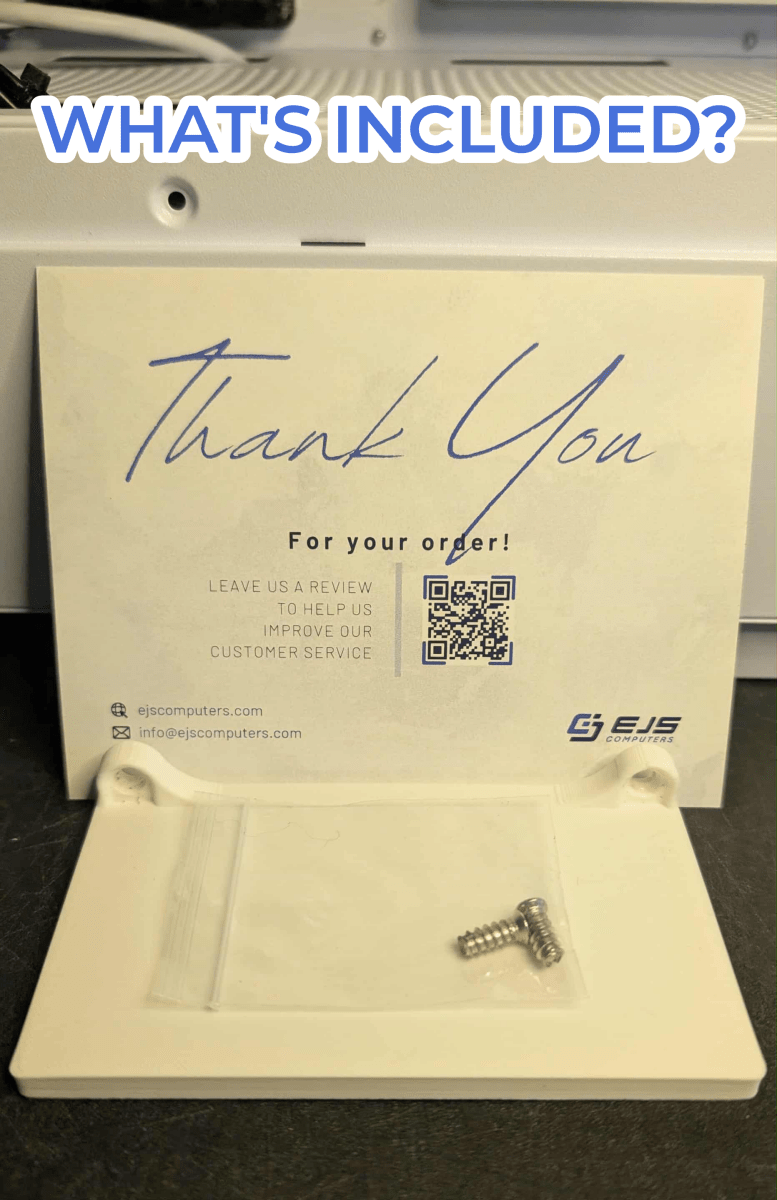 WHAT'S INCLUDED?
Thank You
For your order!
LEAVE US A REVIEW
TO HELP US
IMPROVE OUR
CUSTOMER SERVICE
ejscomputers.com
info@ejscomputers.com
EJS
COMPUTERS